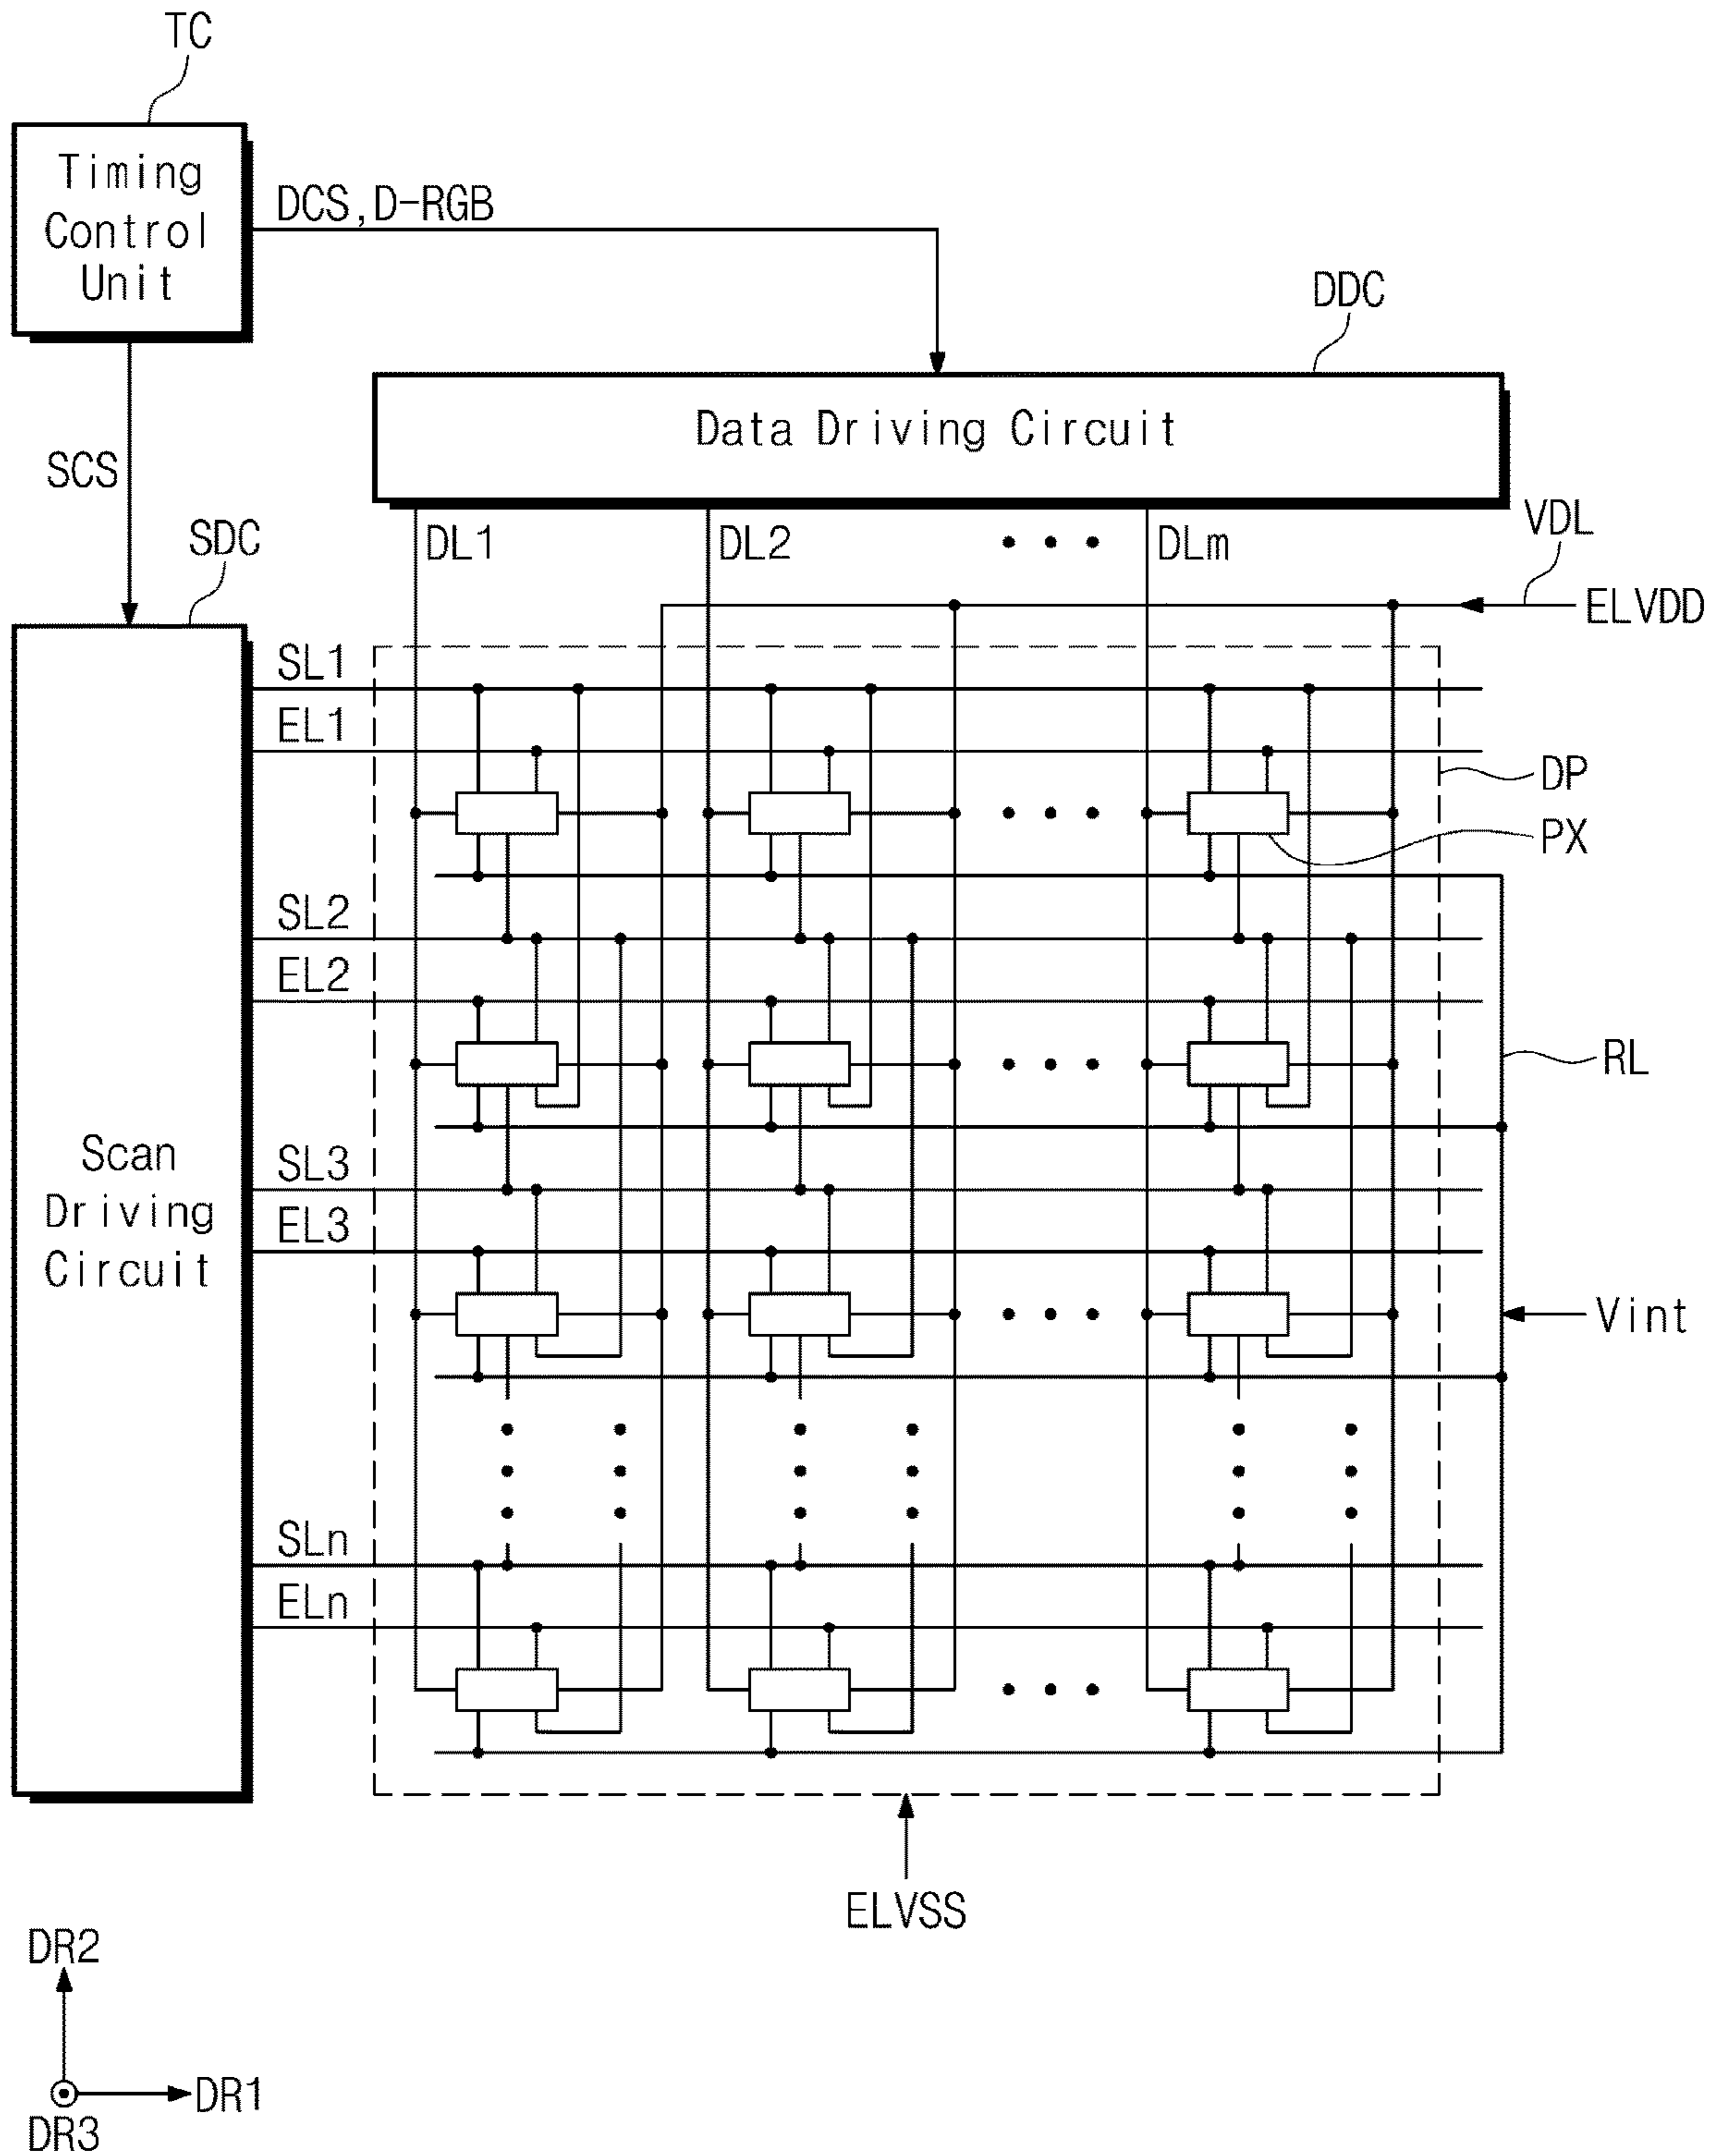 TC
Timing
Control
Unit
DCS,D-RGB
DDC
Data Driving Circuit
SCS
SDC
DL1
DL2
DLm
VDL
ELVDD
SL1
EL1
DP
PX
SL2
EL2
RL
Scan
Driving
Circuit
SL3
EL3
Vint
SLn
ELn
ELVSS
DR2
DR1
DR3